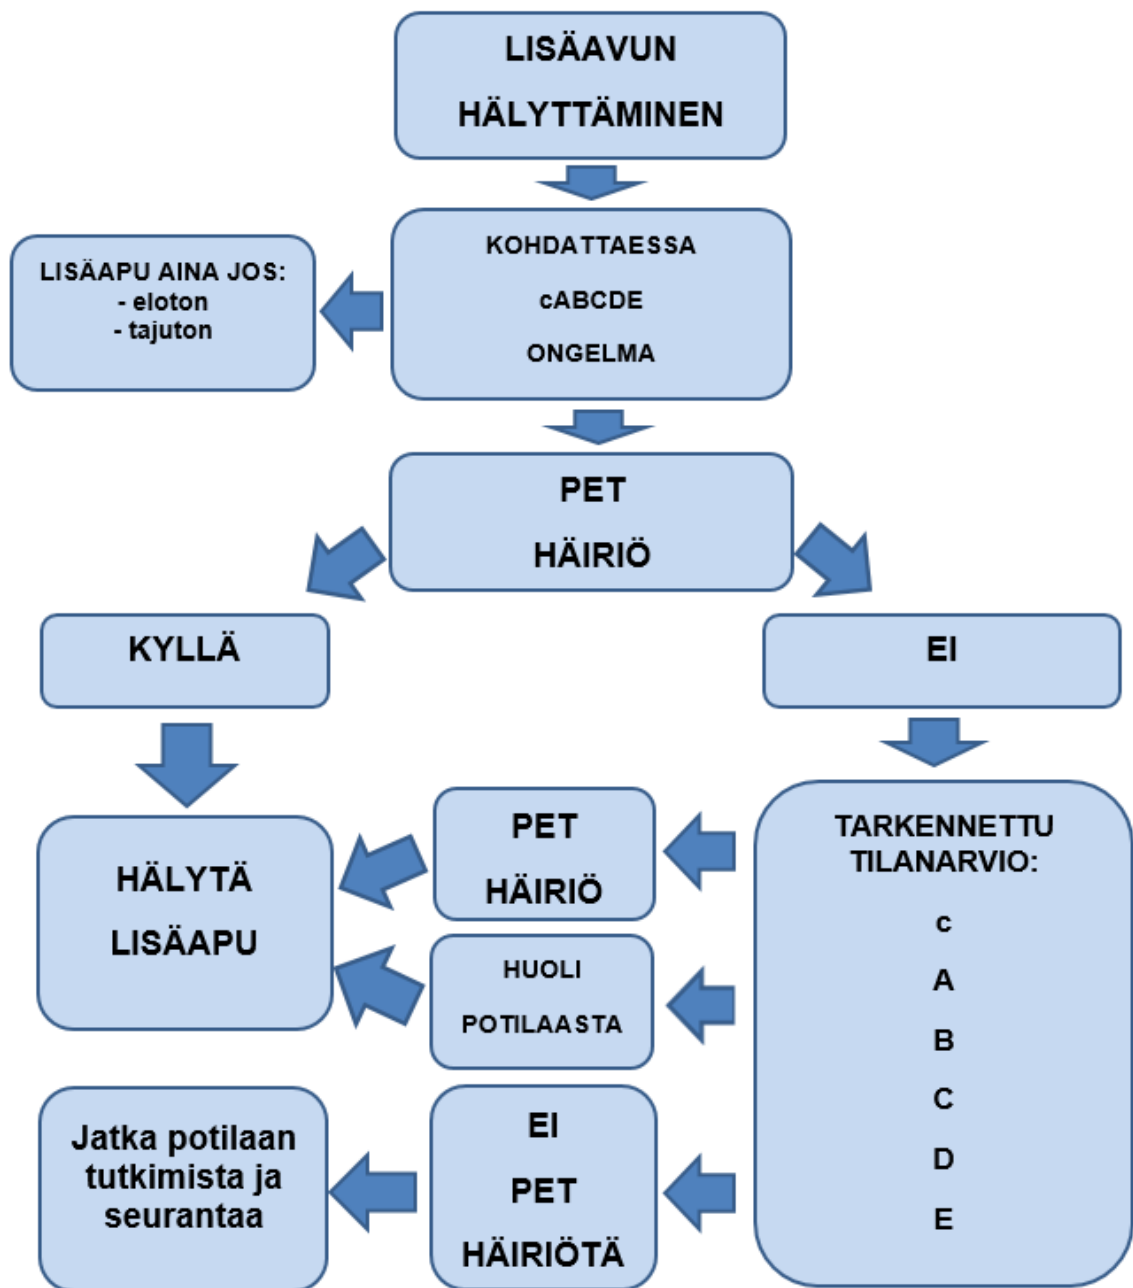 LISÄAVUN
HÄLYTTÄMINEN
KOHDATTAESSA
cABCDE
ONGELMA
LISÄAPU AINA JOS:
- eloton
- tajuton
PET
HÄIRIÖ
KYLLÄ
EI
HÄLYTÄ
LISÄAPU
PET
HÄIRIÖ
HUOLI
POTILAASTA
TARKENNETTU
TILANARVIO:
c
A
B
C
D
E
Jatka potilaan
tutkimista ja
seurantaa
EI
PET
HÄIRIÖTÄ